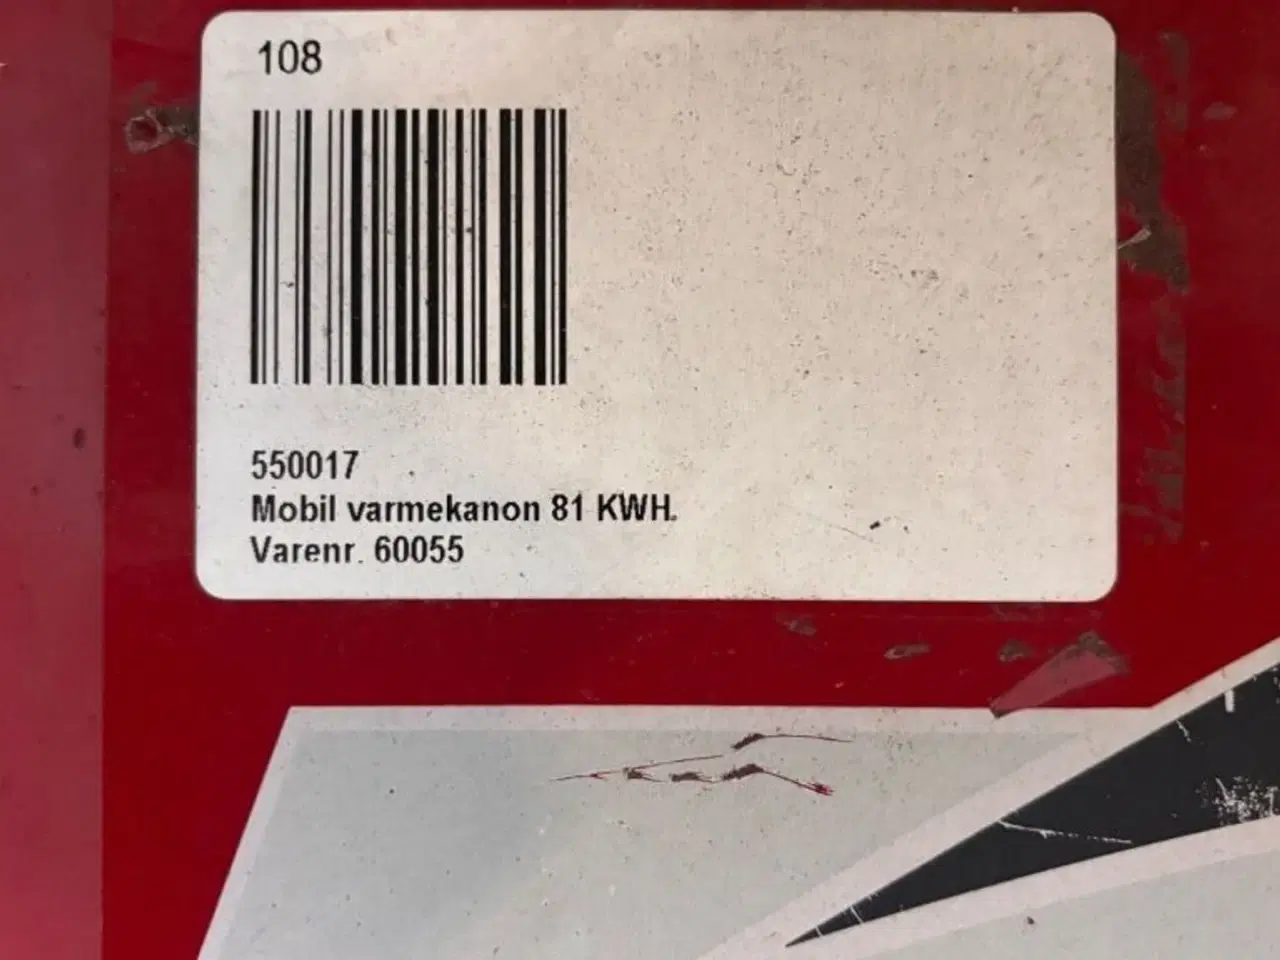 108
550017
Mobil varmekanon 81 KWH.
Varenr. 60055